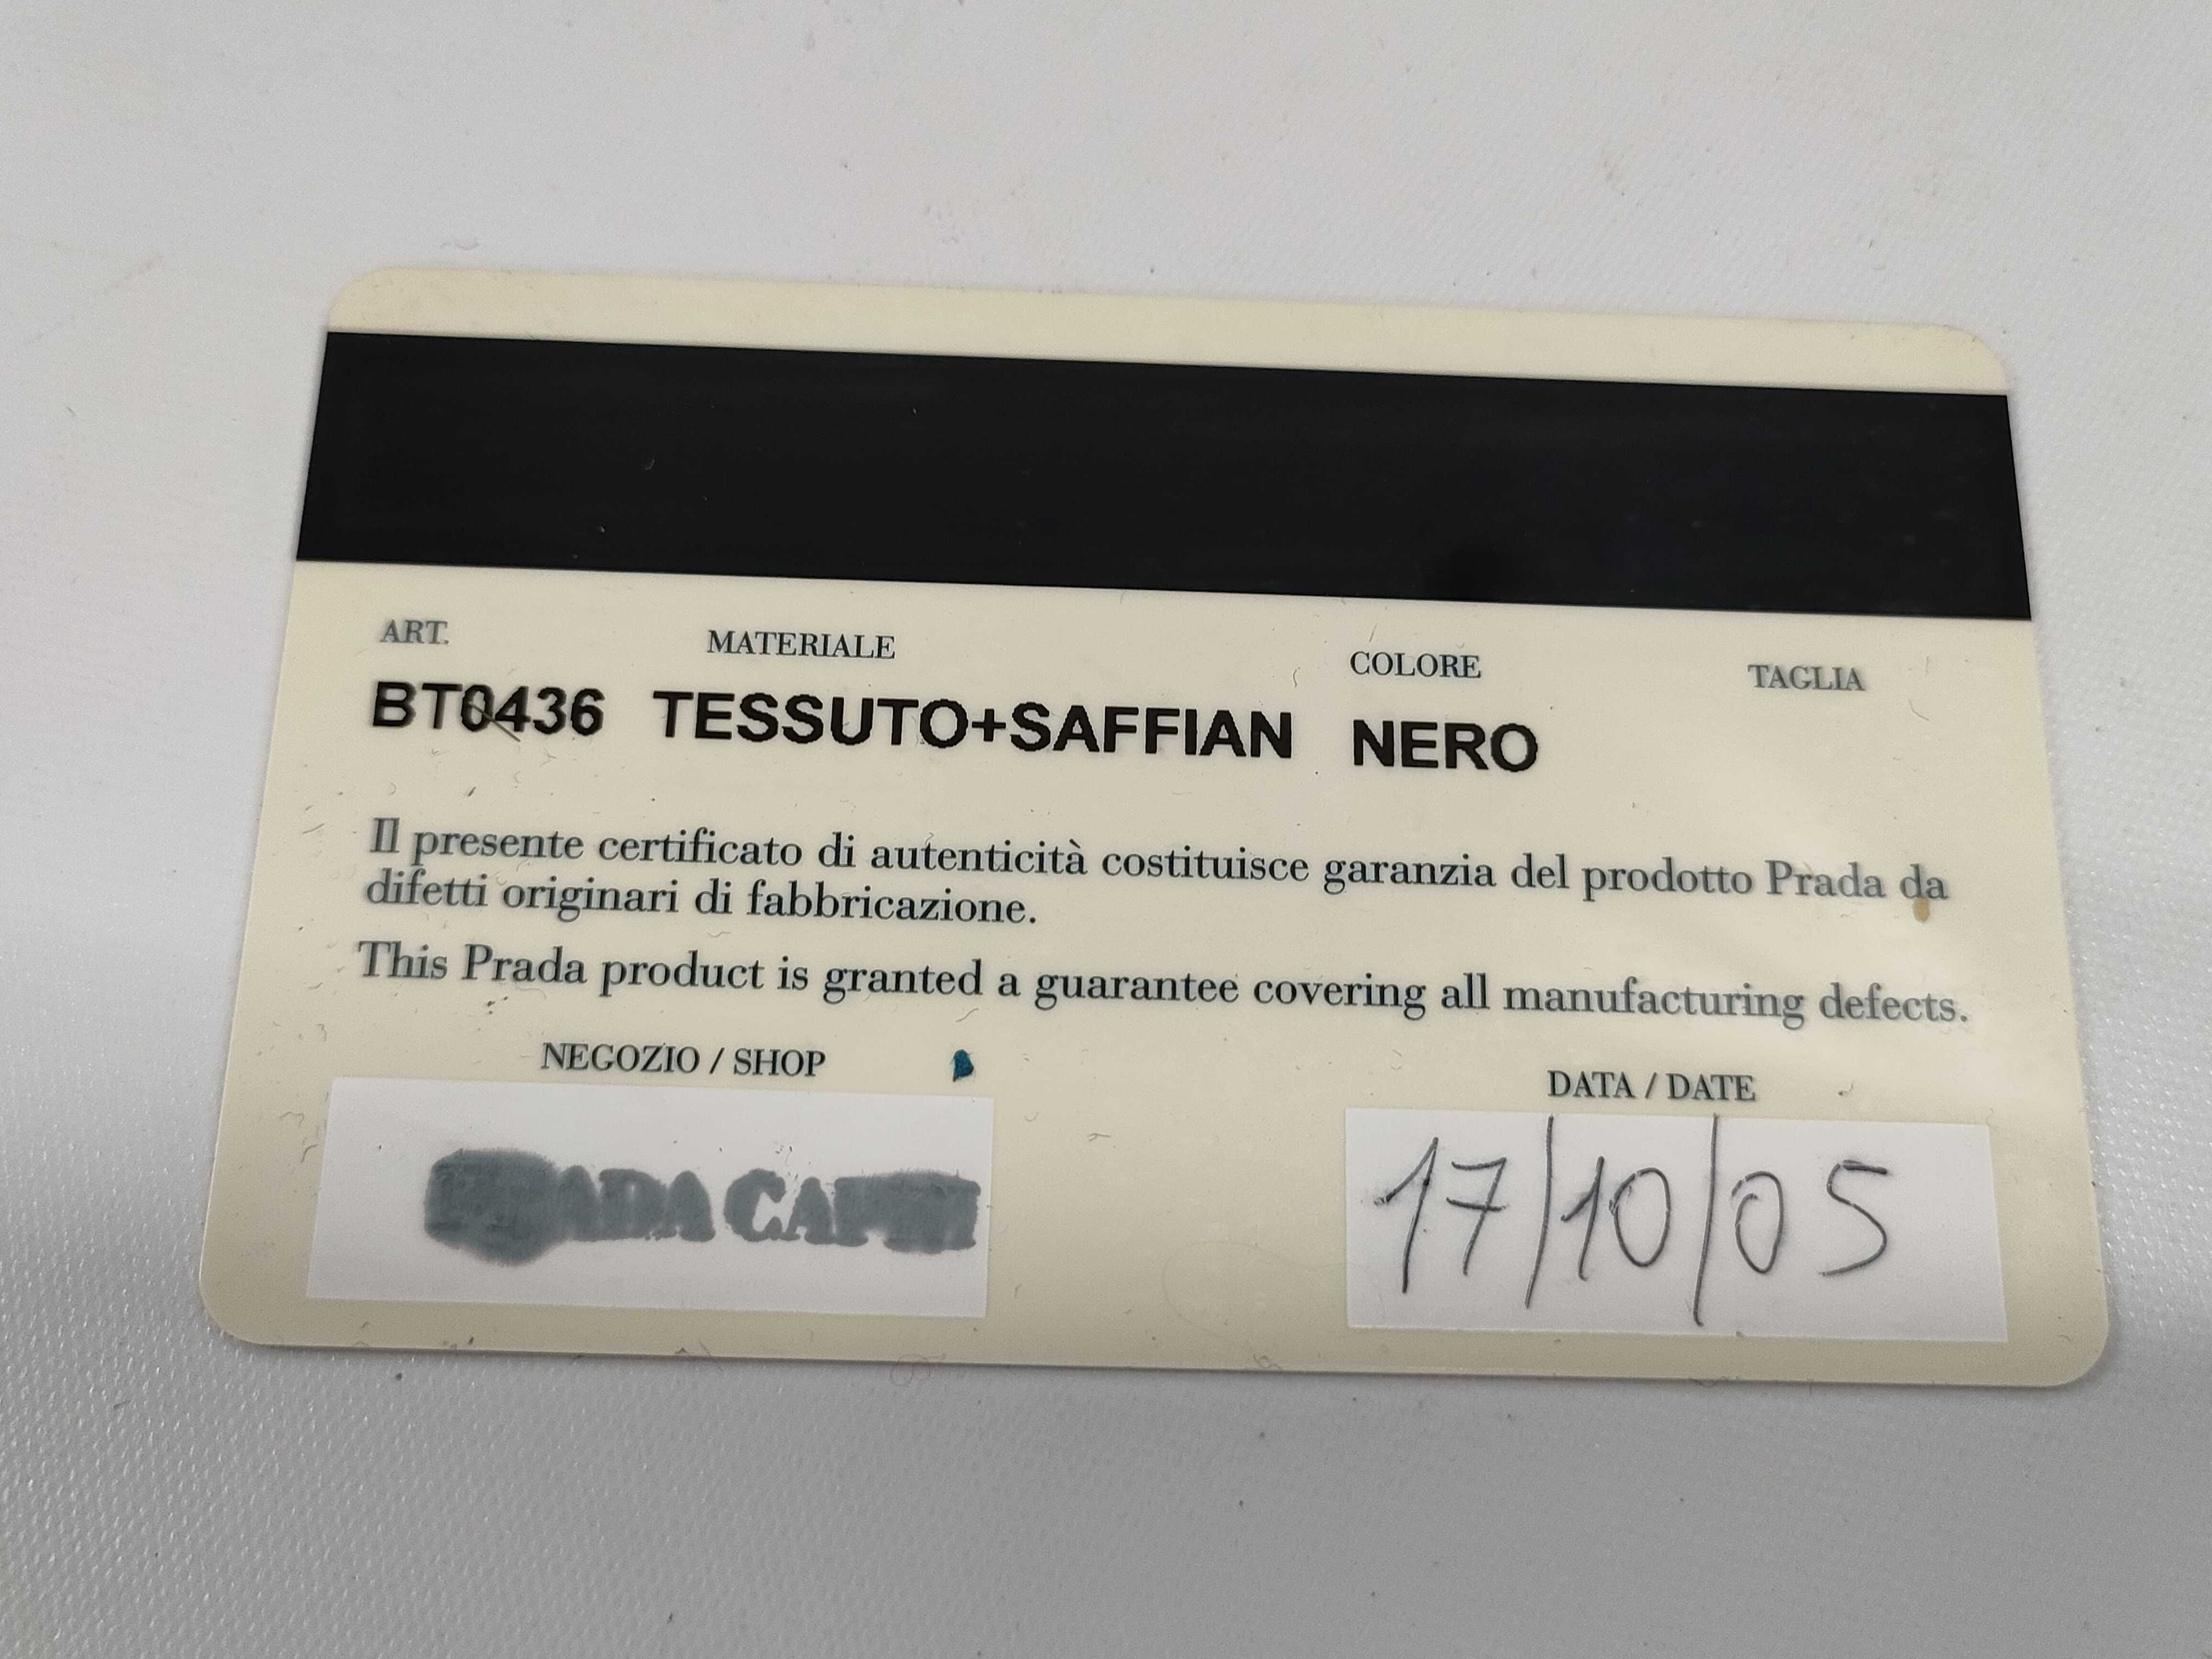 ART. MATERIALE COLORE TAGLIA
BT0436 TESSUTO+SAFFIAN NERO
Il presente certificato di autenticità costituisce garanzia del prodotto Prada da
difetti originari di fabbricazione.
This Prada product is granted a guarantee covering all manufacturing defects.
NEGOZIO / SHOP DATA / DATE
PRADA CAPRI 17/10/05